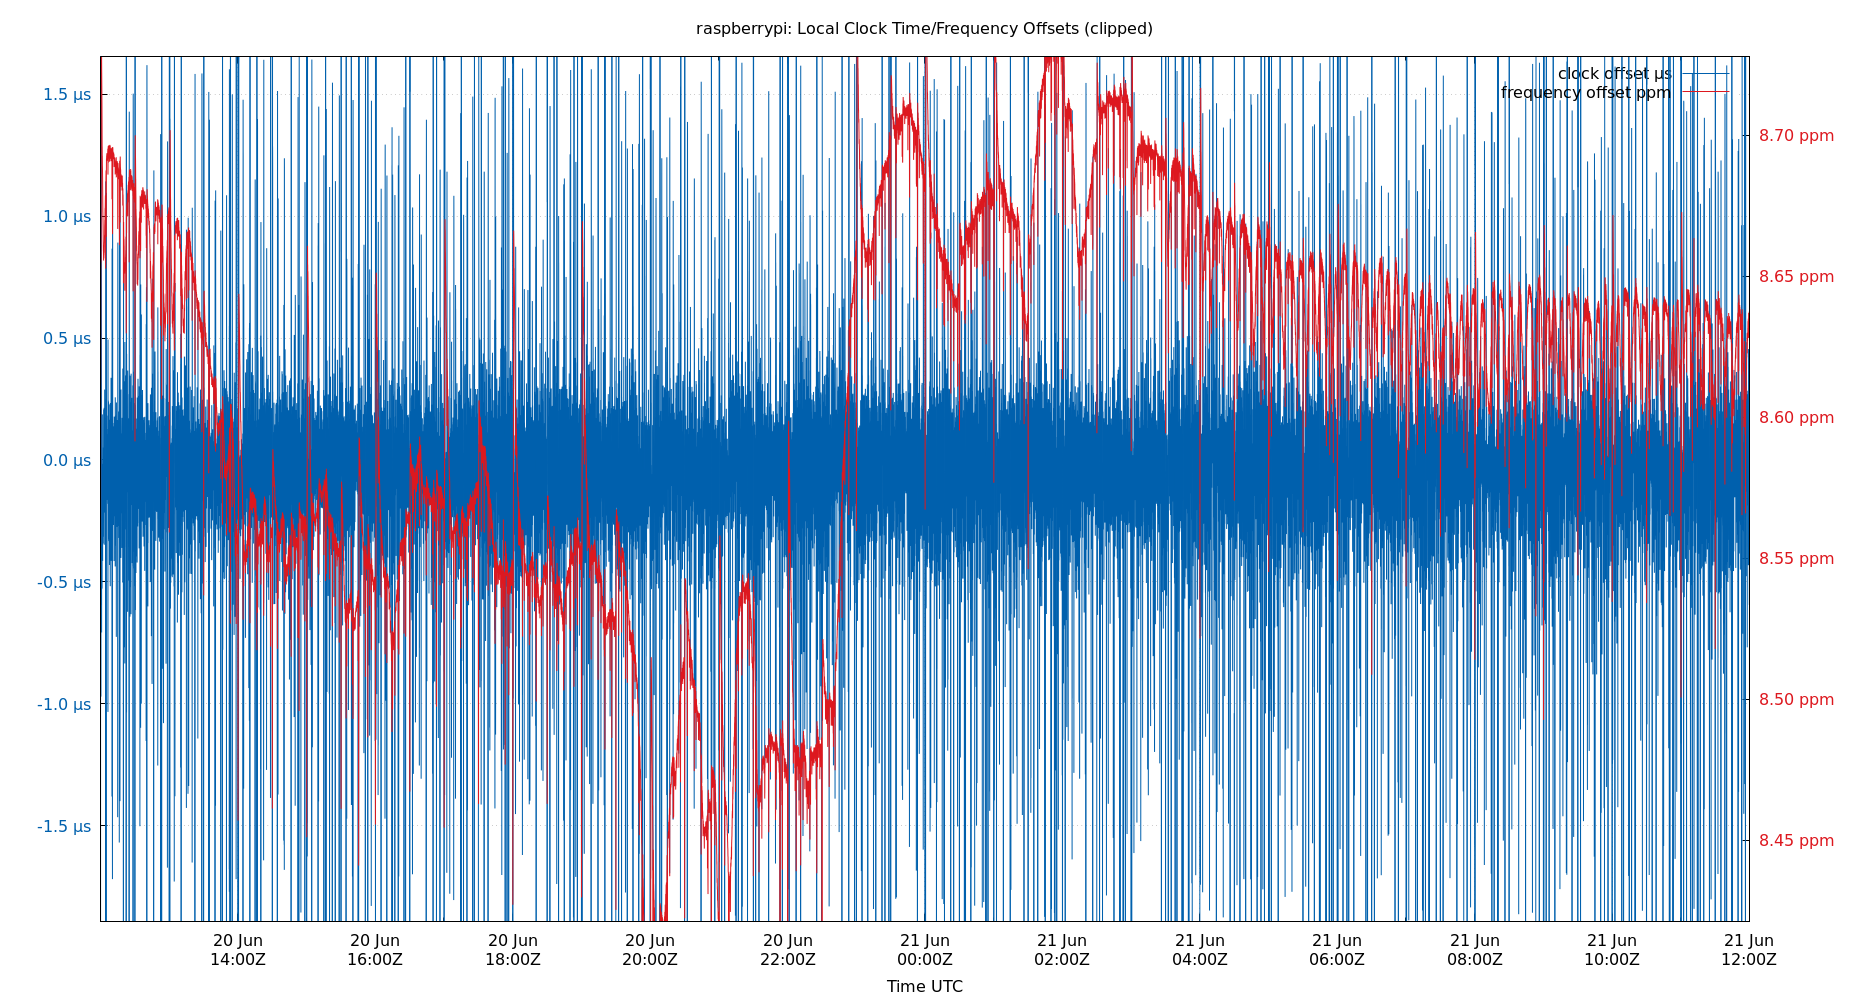 raspberrypi: Local Clock Time/Frequency Offsets (clipped)
clock offset µs
frequency offset ppm
1.5 µs
1.0 µs
0.5 µs
0.0 µs
-0.5 µs
-1.0 µs
-1.5 µs
8.70 ppm
8.65 ppm
8.60 ppm
8.55 ppm
8.50 ppm
8.45 ppm
20 Jun 20 Jun 20 Jun 20 Jun 20 Jun 21 Jun 21 Jun 21 Jun 21 Jun 21 Jun 21 Jun 21 Jun
14:00Z 16:00Z 18:00Z 20:00Z 22:00Z 00:00Z 02:00Z 04:00Z 06:00Z 08:00Z 10:00Z 12:00Z
Time UTC